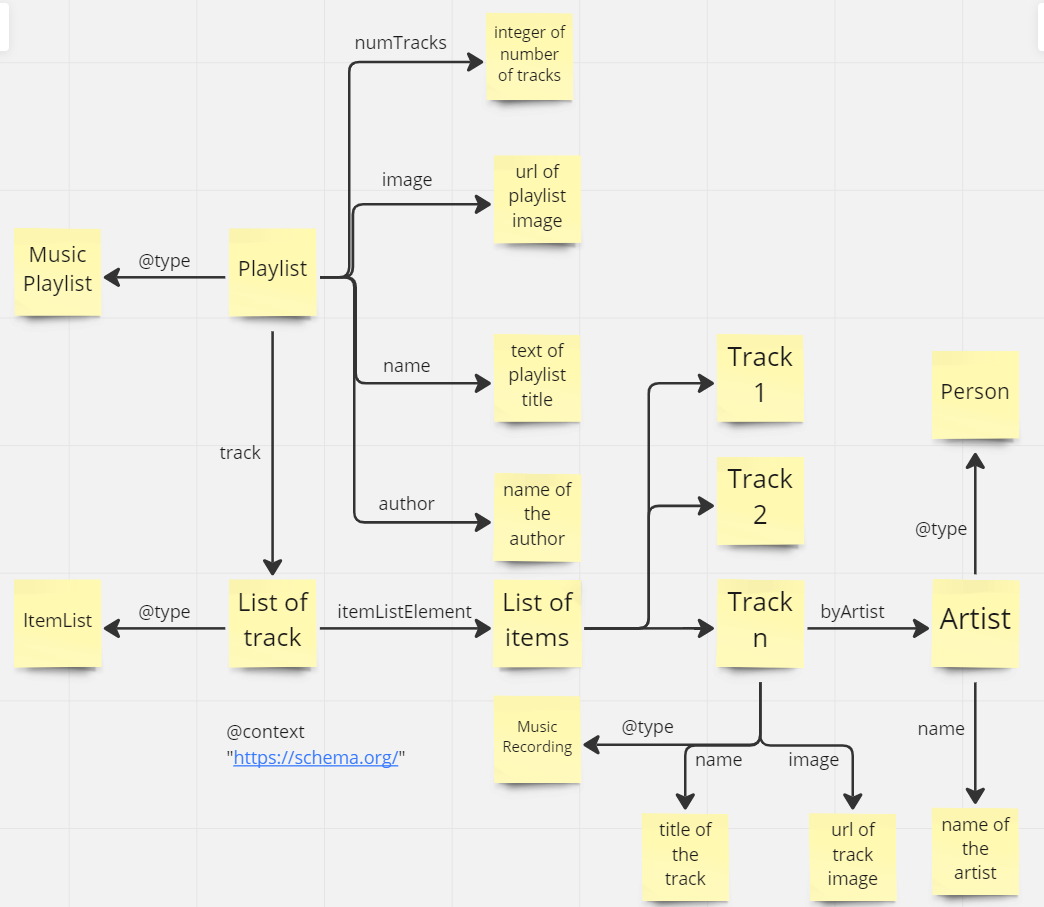 numTracks
integer of
number
of tracks
image
url of
playlist
image
Music
Playlist
@type
Playlist
name
text of
playlist
title
Track
1
Person
track
author
name of
the
author
Track
2
@type
ItemList
@type
List of
track
itemListElement
List of
items
Track
n
byArtist
Artist
@context
"https://schema.org/"
Music
Recording
@type
name
image
name
title of
the
track
url of
track
image
name of
the
artist